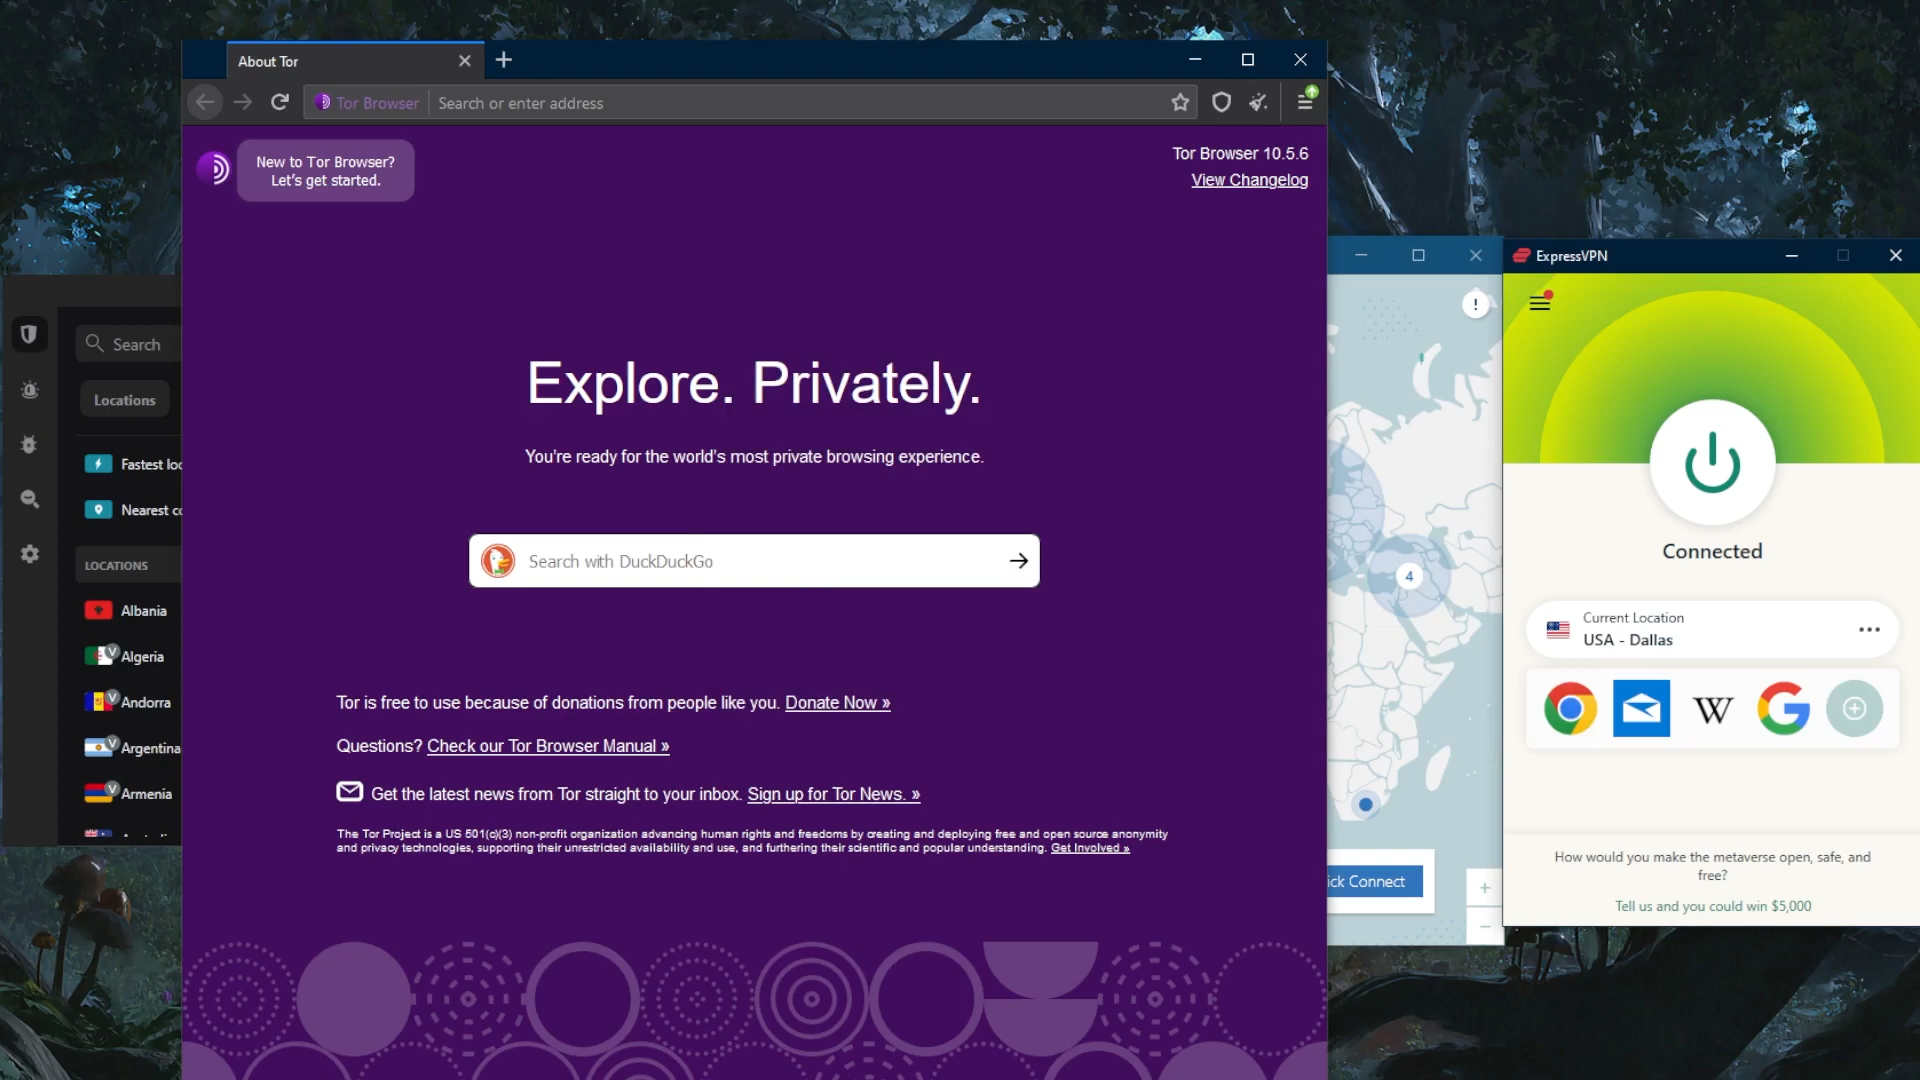 About Tor
Tor Browser
Search or enter address
New to Tor Browser?
Let's get started.
Tor Browser 10.5.6
View Changelog
Explore. Privately.
You're ready for the world's most private browsing experience.
Search with DuckDuckGo
Tor is free to use because of donations from people like you. Donate Now »
Questions? Check our Tor Browser Manual »
Get the latest news from Tor straight to your inbox. Sign up for Tor News. »
The Tor Project is a US 501(c)(3) non-profit organization advancing human rights and freedoms by creating and deploying free and open source anonymity
and privacy technologies, supporting their unrestricted availability and use, and furthering their scientific and popular understanding. Get Involved »
Search
Locations
Fastest
Nearest
LOCATIONS
Albania
V
Algeria
V
Andorra
V
Argentina
V
Armenia
!
4
Connect
+
−
ExpressVPN
Connected
Current Location
USA - Dallas
W
How would you make the metaverse open, safe, and
free?
Tell us and you could win $5,000